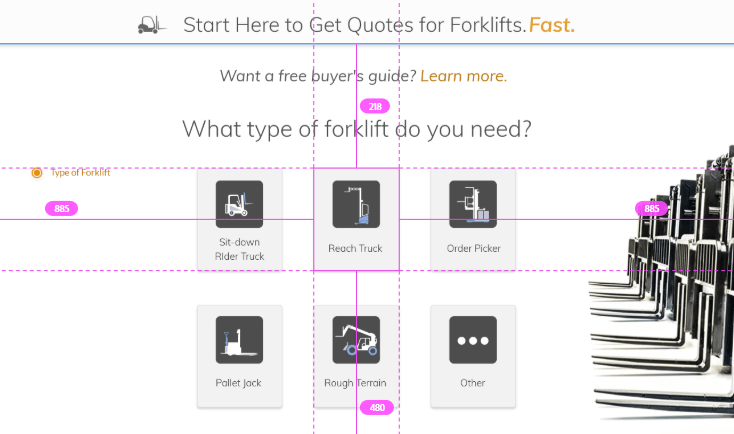 Start Here to Get Quotes for Forklifts. Fast.
Want a free buyer's guide? Learn more.
218
What type of forklift do you need?
Type of Forklift
885
885
Sit-down
Rider Truck
Reach Truck
Order Picker
Pallet Jack
Rough Terrain
Other
480